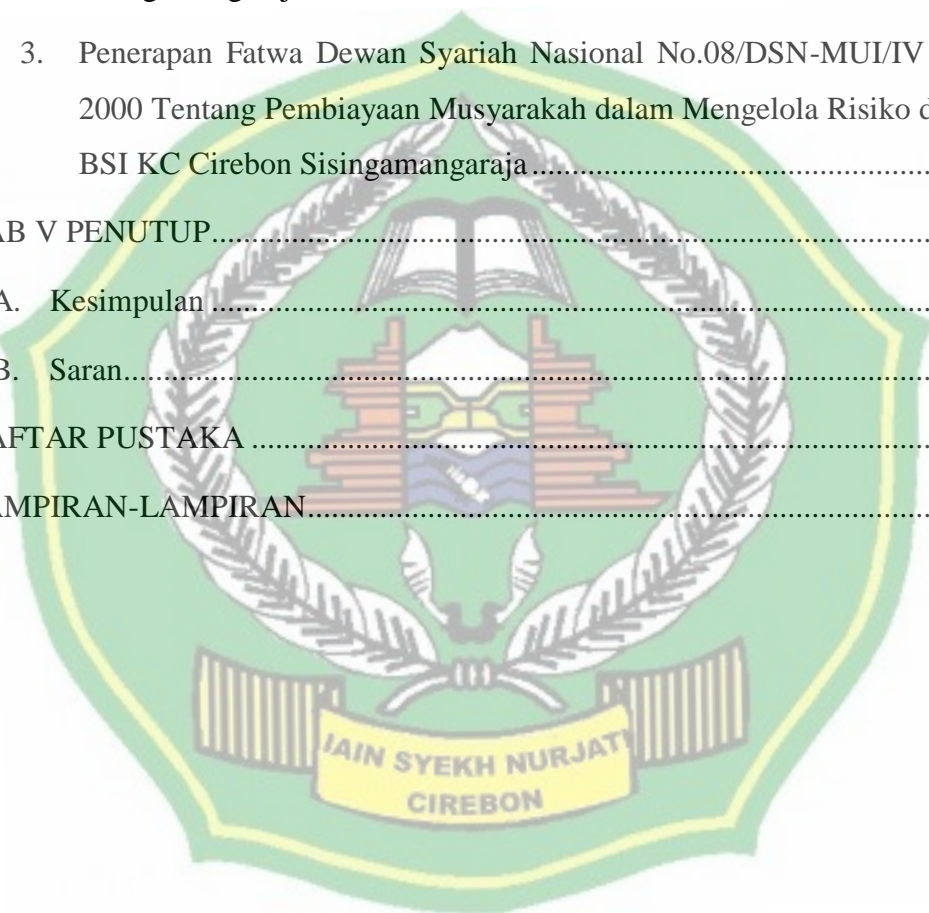 3. Penerapan Fatwa Dewan Syariah Nasional No.08/DSN-MUI/IV
2000 Tentang Pembiayaan Musyarakah dalam Mengelola Risiko d
BSI KC Cirebon Sisingamangaraja........................................
AB V PENUTUP........................................
A. Kesimpulan........................................
B. Saran........................................
AFTAR PUSTAKA........................................
AMPIRAN-LAMPIRAN........................................
IAIN SYEKH NURJATI
CIREBON